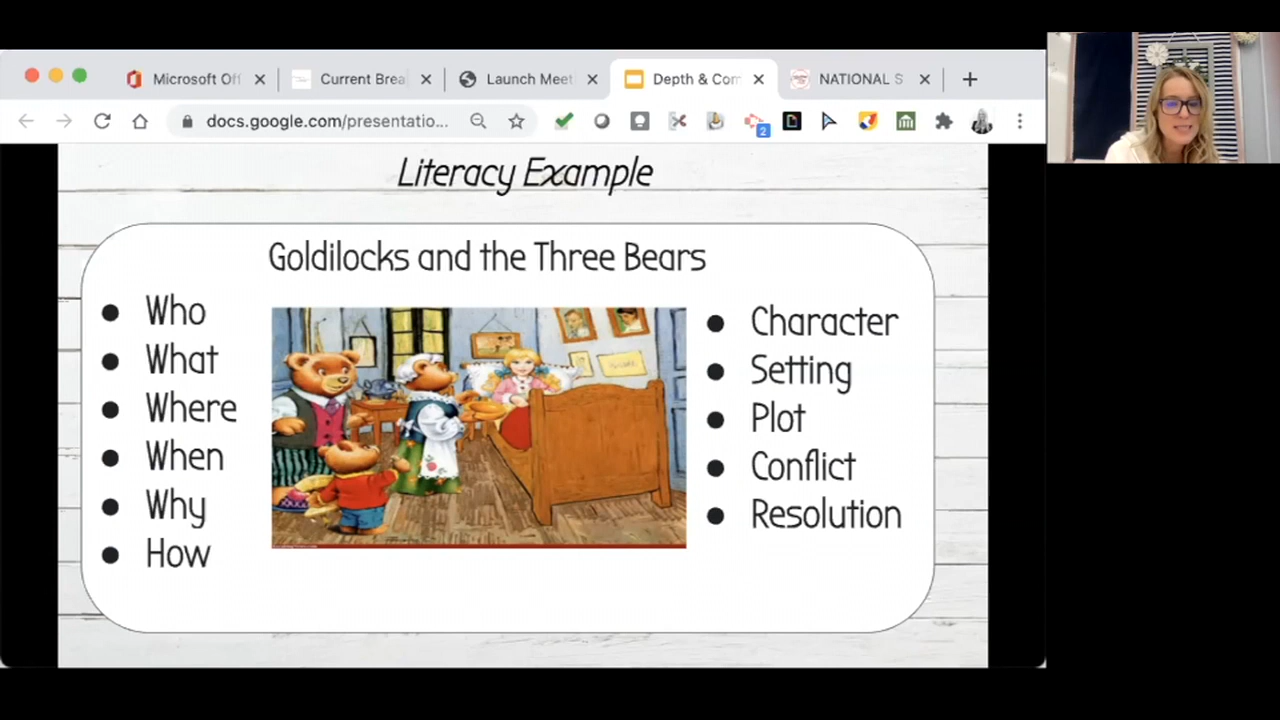 Microsoft Off
Current Brea
Launch Meet
Depth & Com
NATIONAL S
docs.google.com/presentatio...
2
Literacy Example
Goldilocks and the Three Bears
Who
What
Where
When
Why
How
Character
Setting
Plot
Conflict
Resolution